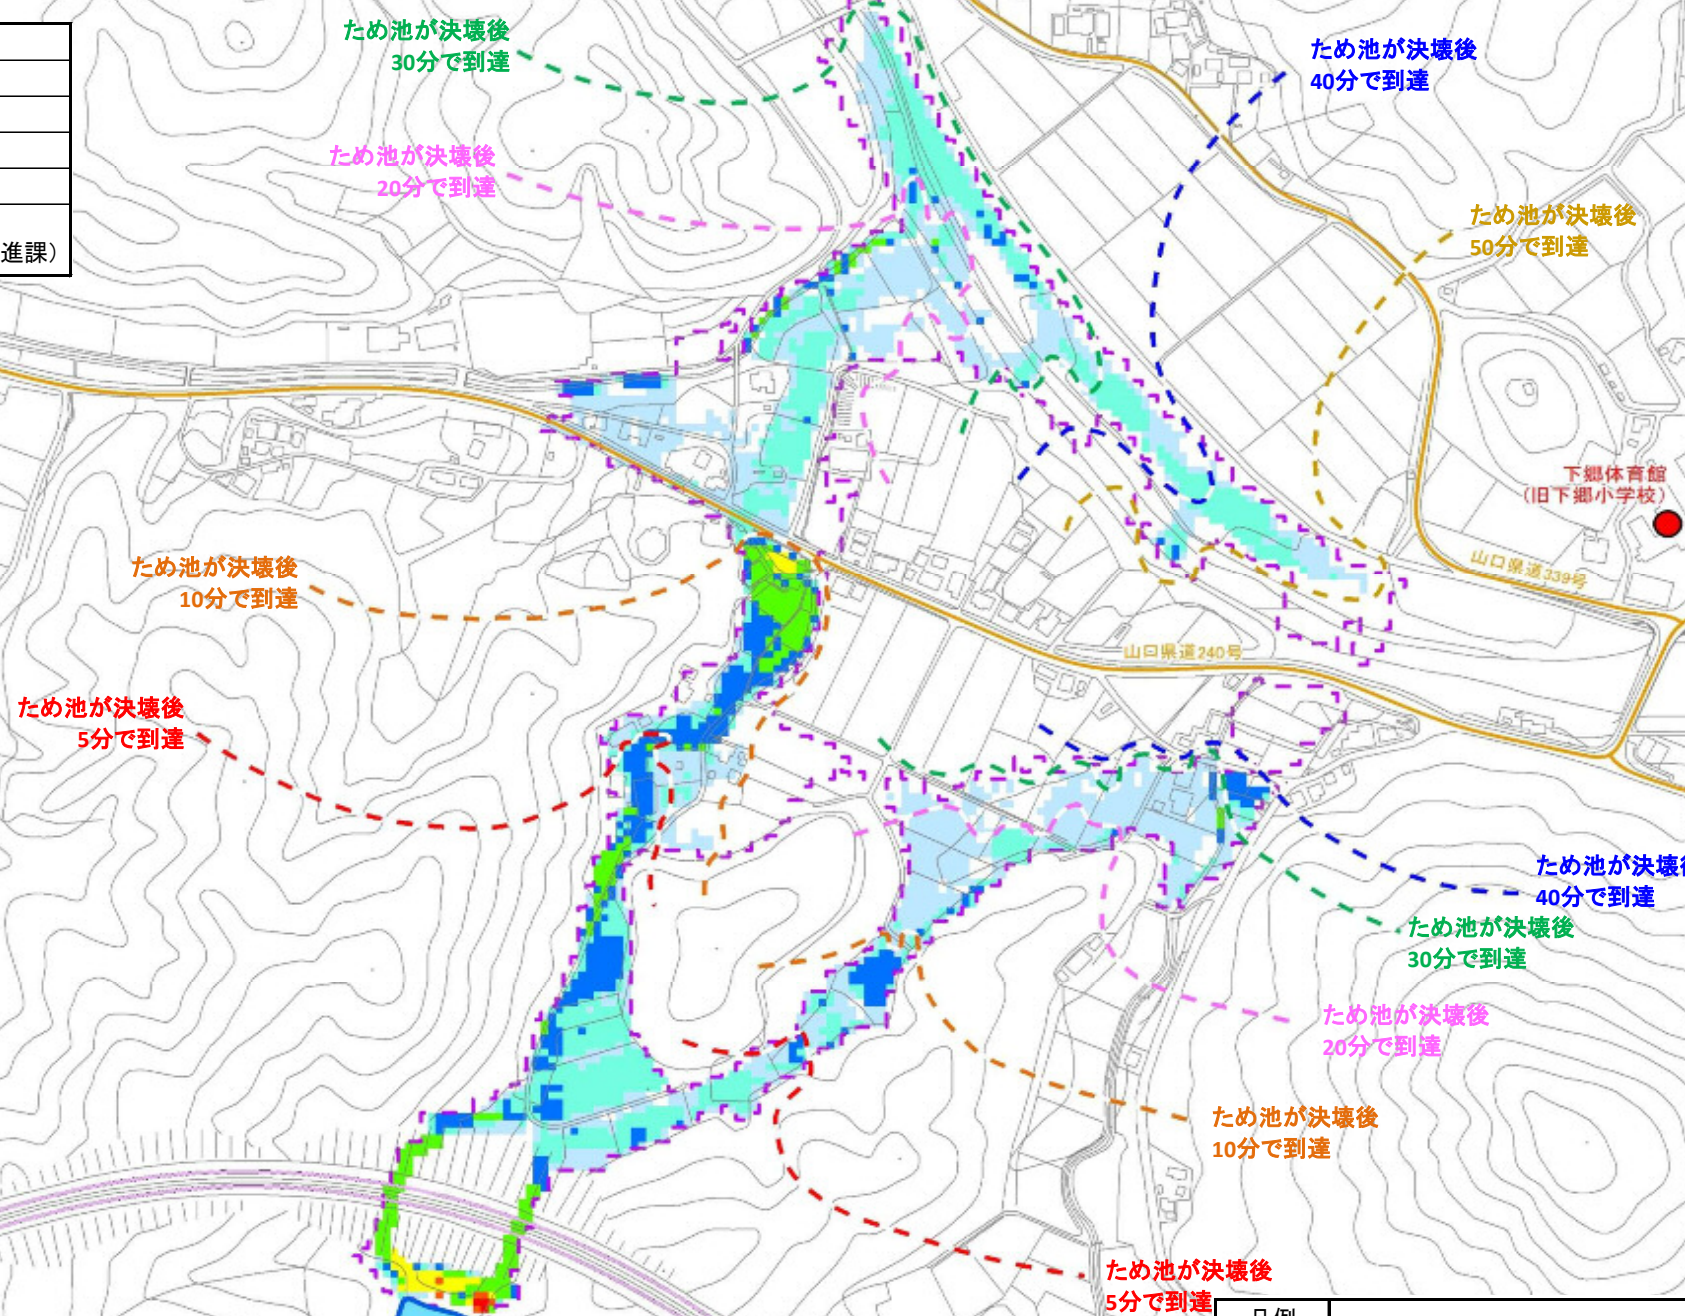 ため池が決壊後
30分で到達
ため池が決壊後
40分で到達
ため池が決壊後
20分で到達
ため池が決壊後
50分で到達
進課）
下郷体育館
（旧下郷小学校）
ため池が決壊後
10分で到達
山口県道339号
山口県道240号
ため池が決壊後
5分で到達
ため池が決壊後
40分で到達
ため池が決壊後
30分で到達
ため池が決壊後
20分で到達
ため池が決壊後
10分で到達
ため池が決壊後
5分で到達
凡例